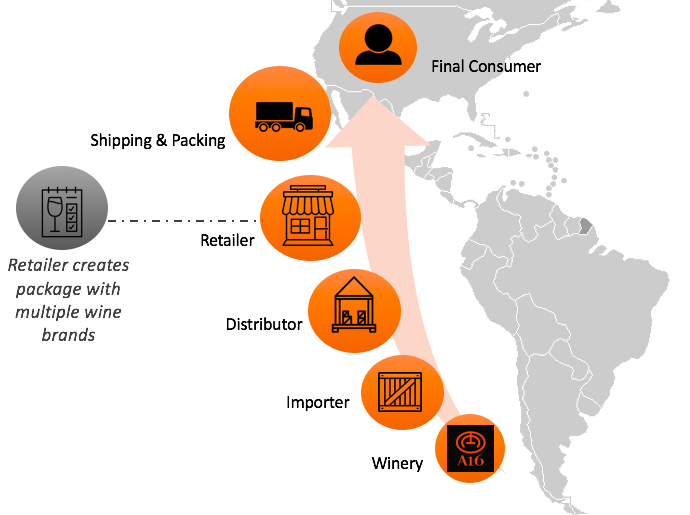 Final Consumer
Shipping & Packing
Retailer
Retailer creates
package with
multiple wine
brands
Distributor
Importer
Winery
A16